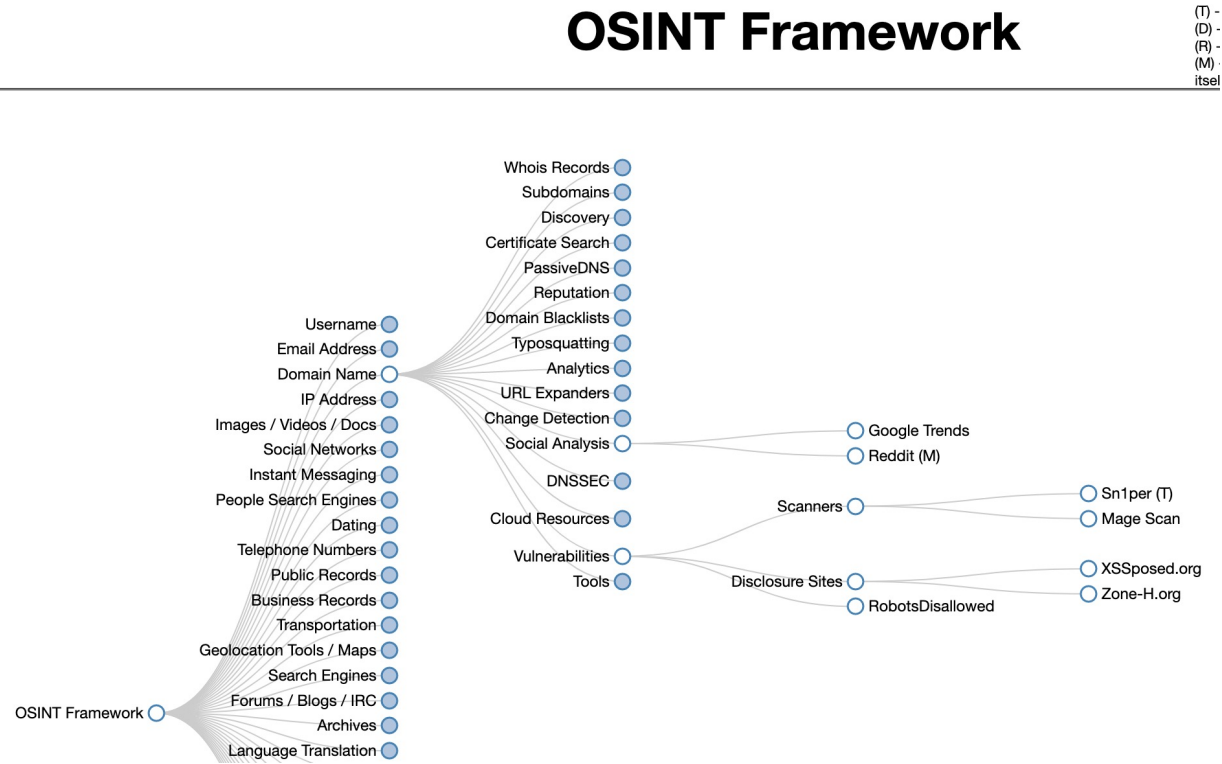 OSINT Framework
(T) -
(D) -
(R) -
(M) -
itsel
Whois Records
Subdomains
Discovery
Certificate Search
PassiveDNS
Reputation
Domain Blacklists
Typosquatting
Analytics
URL Expanders
Change Detection
Social Analysis
DNSSEC
Cloud Resources
Vulnerabilities
Tools
Username
Email Address
Domain Name
IP Address
Images / Videos / Docs
Social Networks
Instant Messaging
People Search Engines
Dating
Telephone Numbers
Public Records
Business Records
Transportation
Geolocation Tools / Maps
Search Engines
Forums / Blogs / IRC
Archives
Language Translation
OSINT Framework
Google Trends
Reddit (M)
Scanners
Disclosure Sites
RobotsDisallowed
Sn1per (T)
Mage Scan
XSSposed.org
Zone-H.org